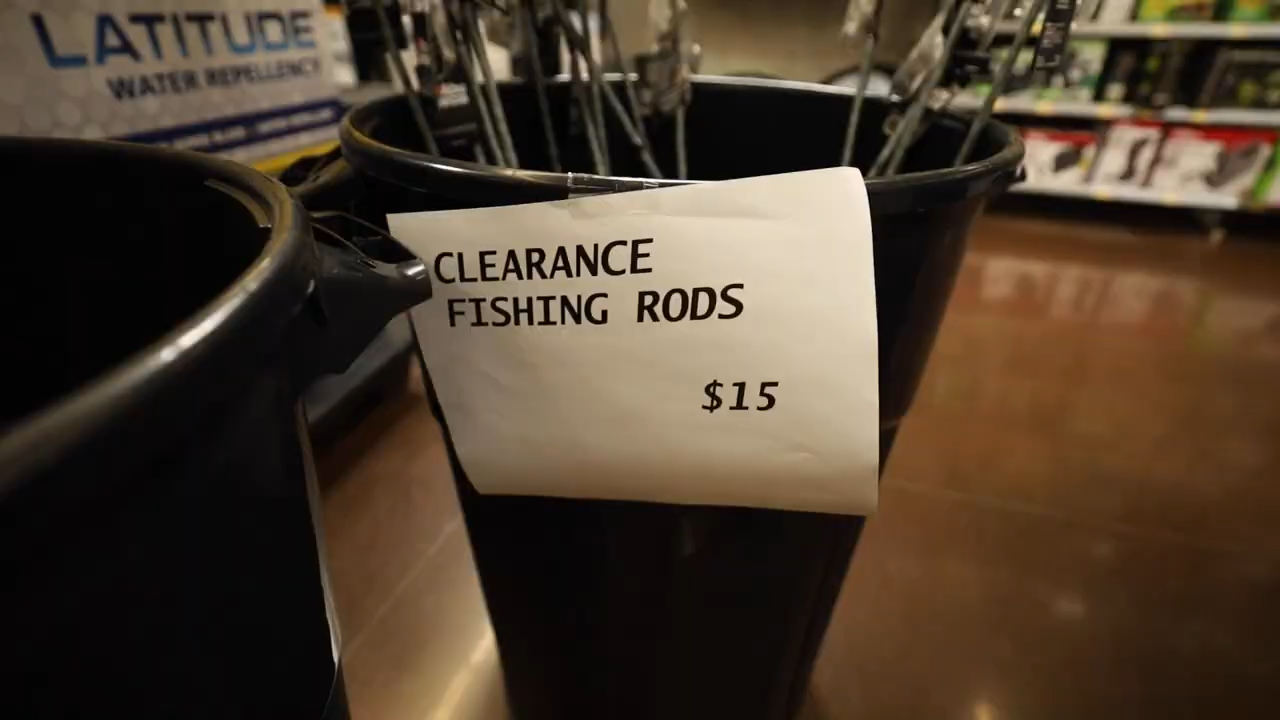 LATITUDE
WATER REPELLENCY
CLEARANCE
FISHING RODS
$15